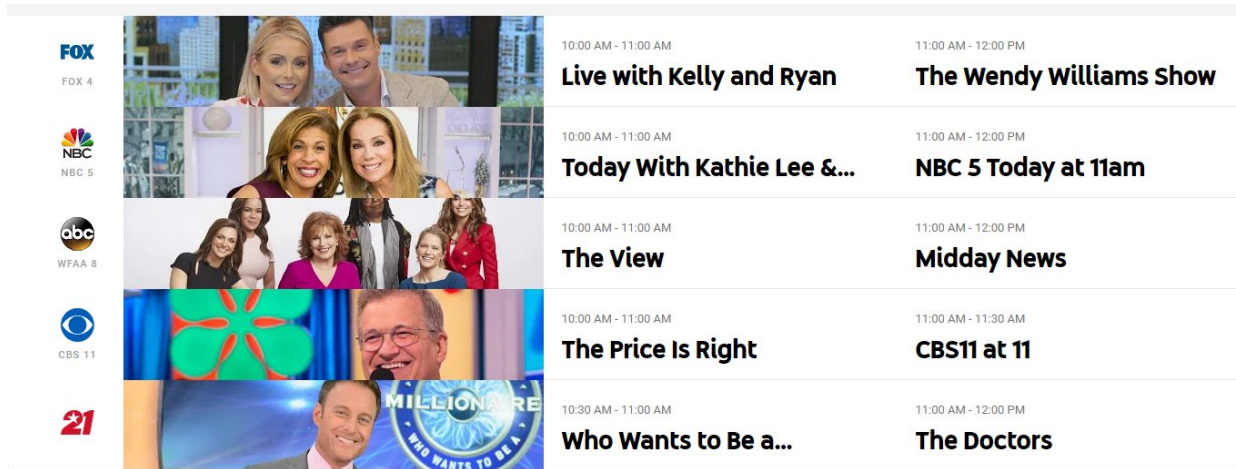 FOX
FOX 4
10:00 AM - 11:00 AM
Live with Kelly and Ryan
11:00 AM - 12:00 PM
The Wendy Williams Show
NBC
NBC 5
10:00 AM - 11:00 AM
Today With Kathie Lee &...
11:00 AM - 12:00 PM
NBC 5 Today at 11am
abc
WFAA 8
10:00 AM - 11:00 AM
The View
11:00 AM - 12:00 PM
Midday News
CBS 11
10:00 AM - 11:00 AM
The Price Is Right
11:00 AM - 11:30 AM
CBS11 at 11
21
MILLIONAIRE
WHO WANTS TO BE A
10:30 AM - 11:00 AM
Who Wants to Be a...
11:00 AM - 12:00 PM
The Doctors